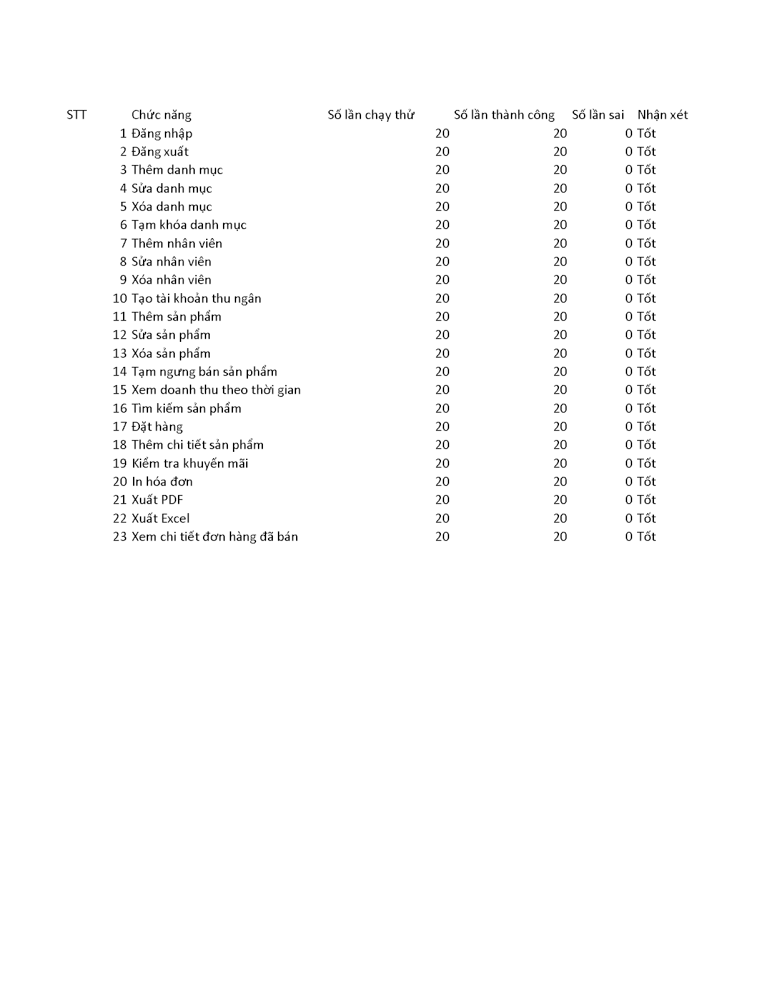 STT Chức năng Số lần chạy thử Số lần thành công Số lần sai Nhận xét
1 Đăng nhập 20 20 0 Tốt
2 Đăng xuất 20 20 0 Tốt
3 Thêm danh mục 20 20 0 Tốt
4 Sửa danh mục 20 20 0 Tốt
5 Xóa danh mục 20 20 0 Tốt
6 Tạm khóa danh mục 20 20 0 Tốt
7 Thêm nhân viên 20 20 0 Tốt
8 Sửa nhân viên 20 20 0 Tốt
9 Xóa nhân viên 20 20 0 Tốt
10 Tạo tài khoản thu ngân 20 20 0 Tốt
11 Thêm sản phẩm 20 20 0 Tốt
12 Sửa sản phẩm 20 20 0 Tốt
13 Xóa sản phẩm 20 20 0 Tốt
14 Tạm ngưng bán sản phẩm 20 20 0 Tốt
15 Xem doanh thu theo thời gian 20 20 0 Tốt
16 Tìm kiếm sản phẩm 20 20 0 Tốt
17 Đặt hàng 20 20 0 Tốt
18 Thêm chi tiết sản phẩm 20 20 0 Tốt
19 Kiểm tra khuyến mãi 20 20 0 Tốt
20 In hóa đơn 20 20 0 Tốt
21 Xuất PDF 20 20 0 Tốt
22 Xuất Excel 20 20 0 Tốt
23 Xem chi tiết đơn hàng đã bán 20 20 0 Tốt